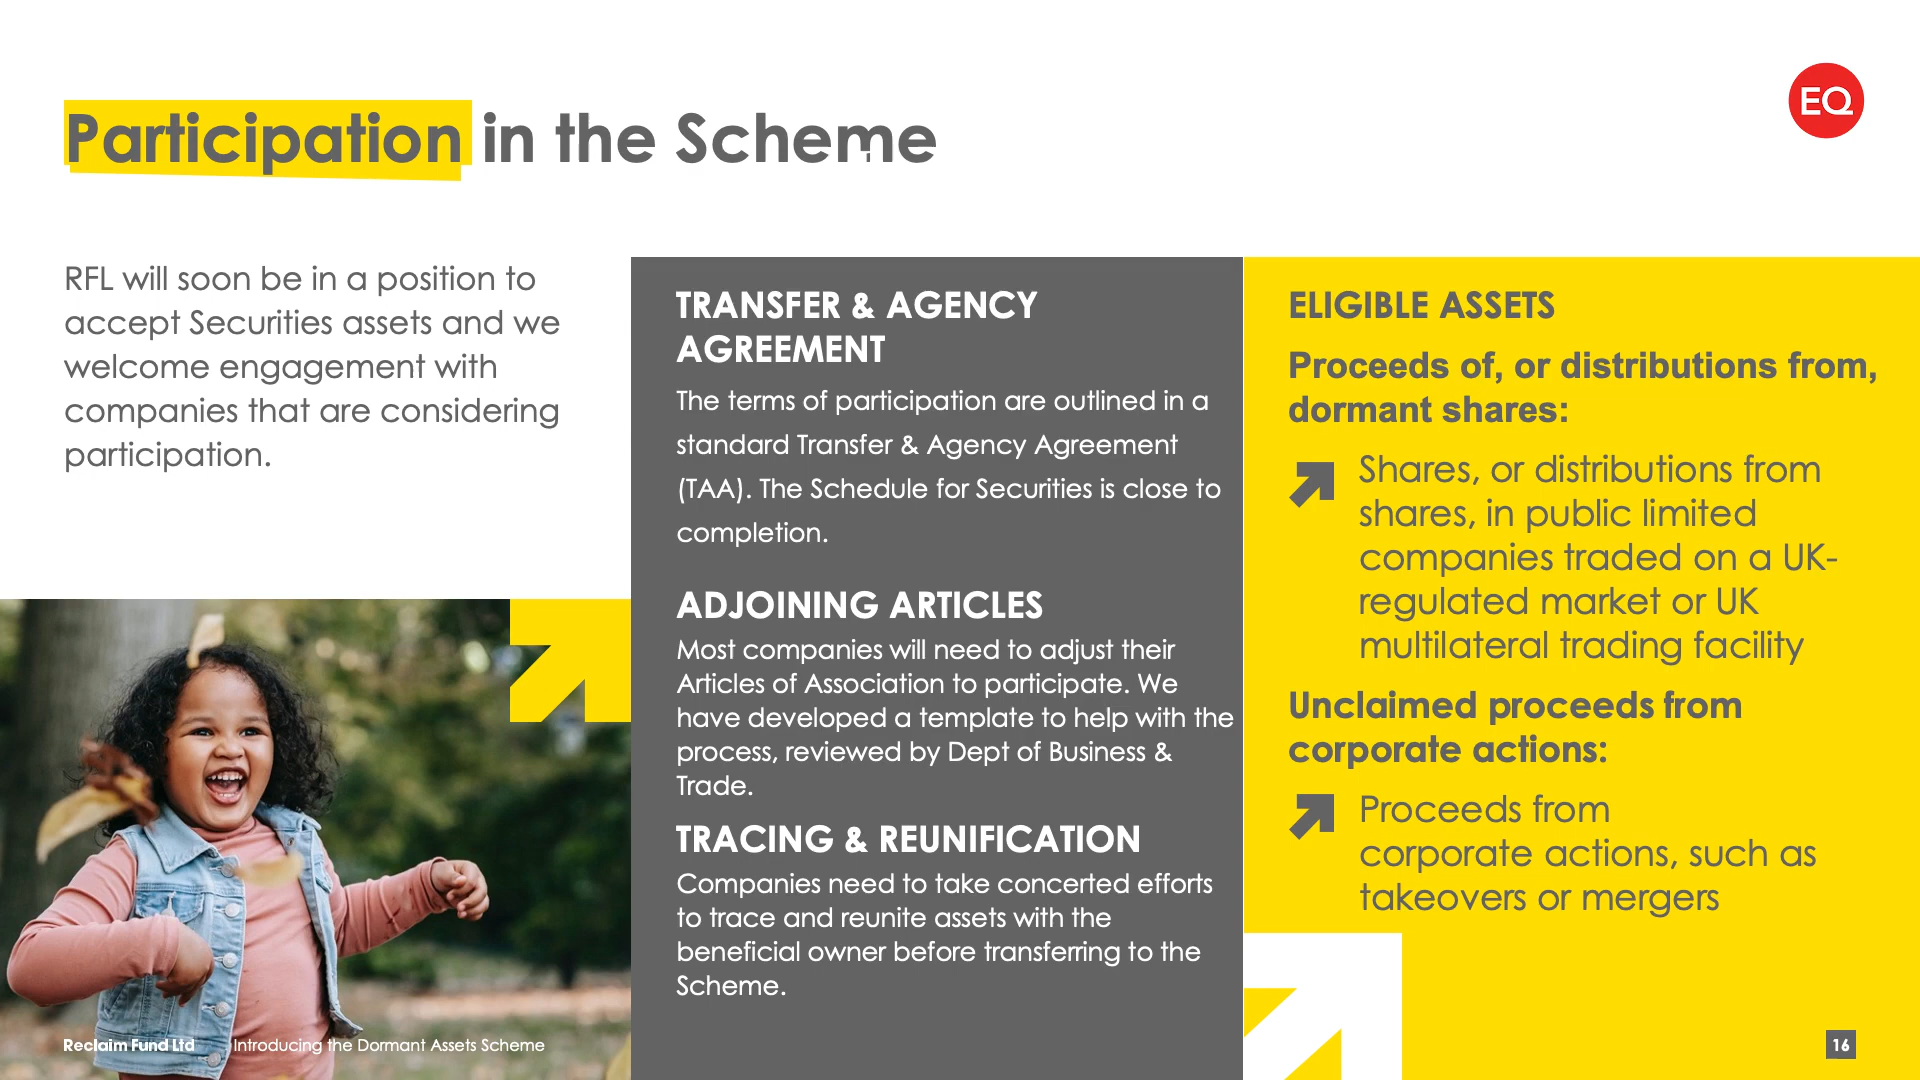 Participation in the Scheme
EQ
RFL will soon be in a position to
accept Securities assets and we
welcome engagement with
companies that are considering
participation.
TRANSFER & AGENCY
AGREEMENT
The terms of participation are outlined in a
standard Transfer & Agency Agreement
(TAA). The Schedule for Securities is close to
completion.
ADJOINING ARTICLES
Most companies will need to adjust their
Articles of Association to participate. We
have developed a template to help with the
process, reviewed by Dept of Business &
Trade.
TRACING & REUNIFICATION
Companies need to take concerted efforts
to trace and reunite assets with the
beneficial owner before transferring to the
Scheme.
ELIGIBLE ASSETS
Proceeds of, or distributions from,
dormant shares:
Shares, or distributions from
shares, in public limited
companies traded on a UK-
regulated market or UK
multilateral trading facility
Unclaimed proceeds from
corporate actions:
Proceeds from
corporate actions, such as
takeovers or mergers
Reclaim Fund Ltd Introducing the Dormant Assets Scheme
16